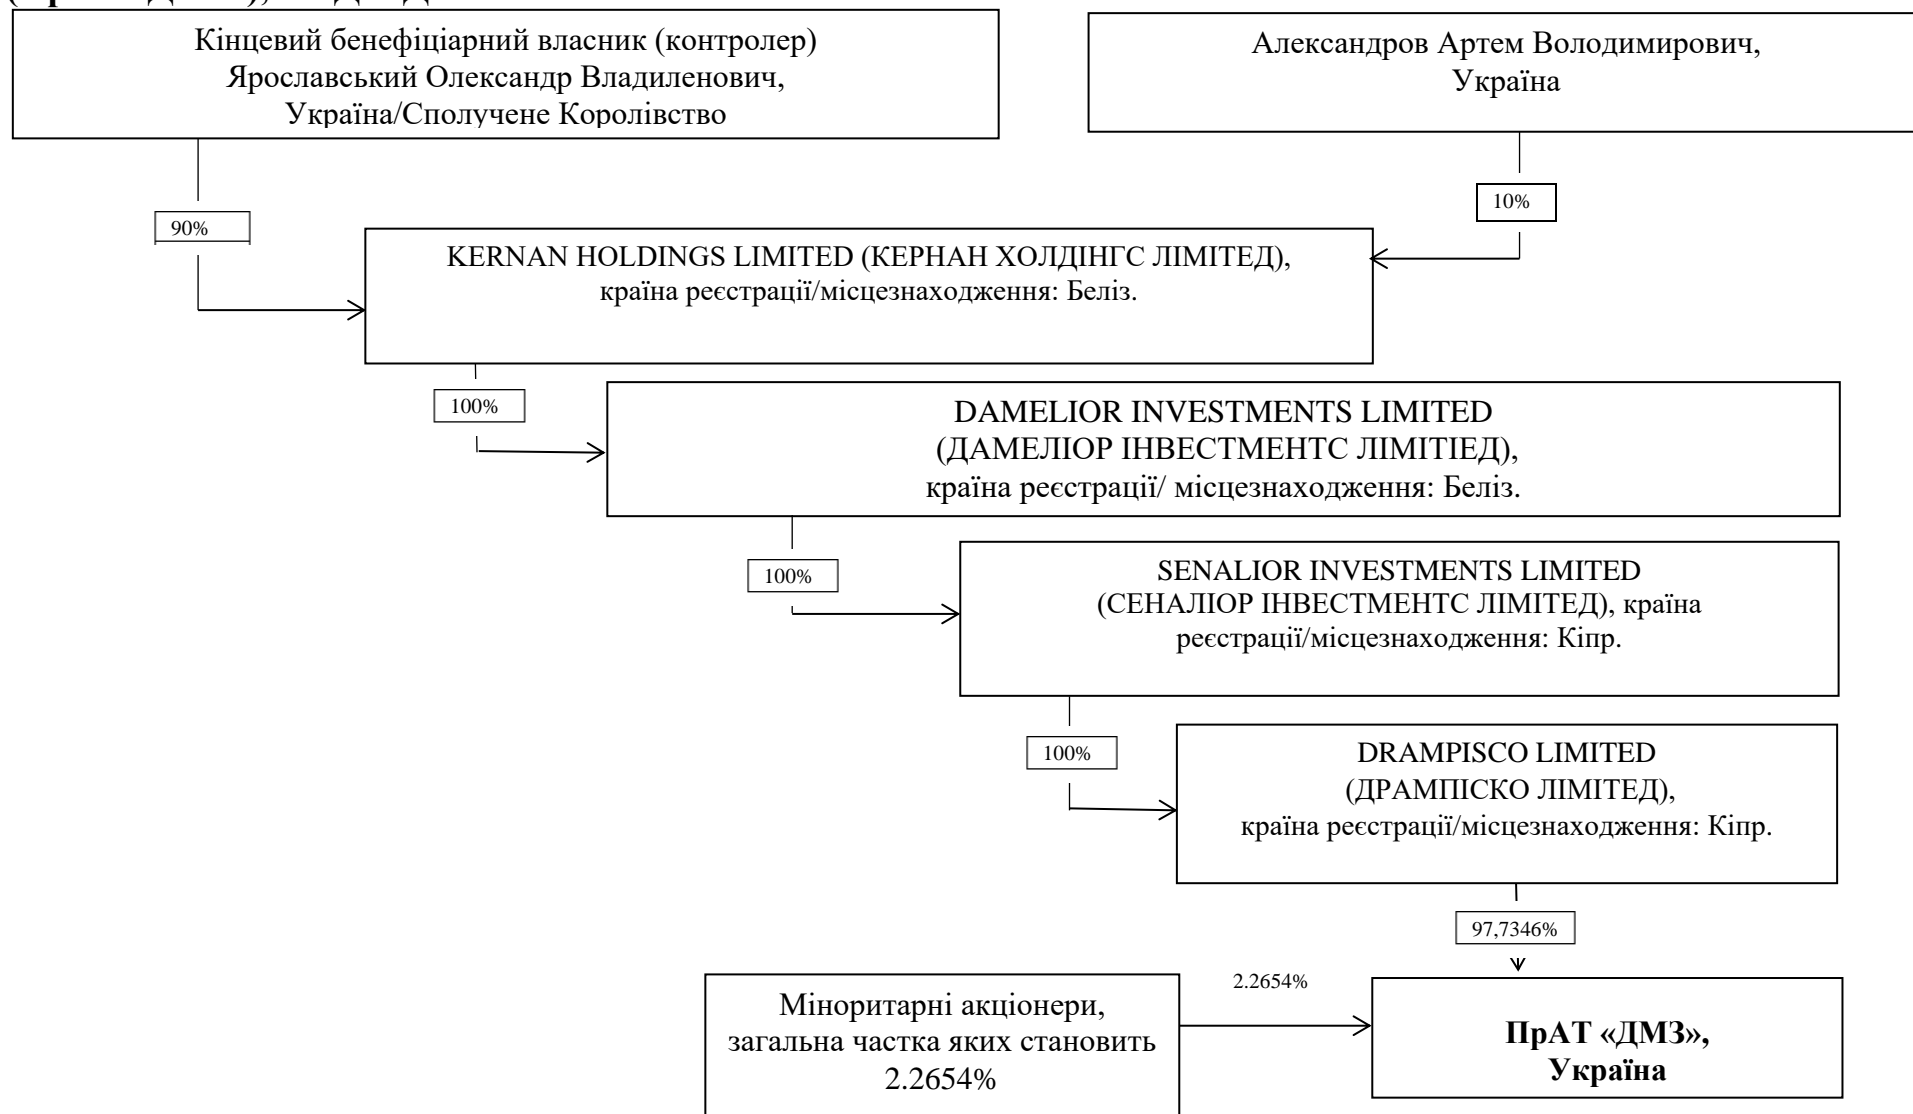 Кінцевий бенефіціарний власник (контролер)
Ярославський Олександр Владиленович,
Україна/Сполучене Королівство
Александров Артем Володимирович,
Україна
90%
10%
KERNAN HOLDINGS LIMITED (КЕРНАН ХОЛДІНГС ЛІМІТЕД),
країна реєстрації/місцезнаходження: Беліз.
100%
DAMELIOR INVESTMENTS LIMITED
(ДАМЕЛІОР ІНВЕСТМЕНТС ЛІМІТІЕД),
країна реєстрації/ місцезнаходження: Беліз.
100%
SENALIOR INVESTMENTS LIMITED
(СЕНАЛІОР ІНВЕСТМЕНТС ЛІМІТЕД), країна
реєстрації/місцезнаходження: Кіпр.
100%
DRAMPISCO LIMITED
(ДРАМПІСКО ЛІМІТЕД),
країна реєстрації/місцезнаходження: Кіпр.
97,7346%
Міноритарні акціонери,
загальна частка яких становить
2.2654%
2.2654%
ПрАТ «ДМЗ»,
Україна